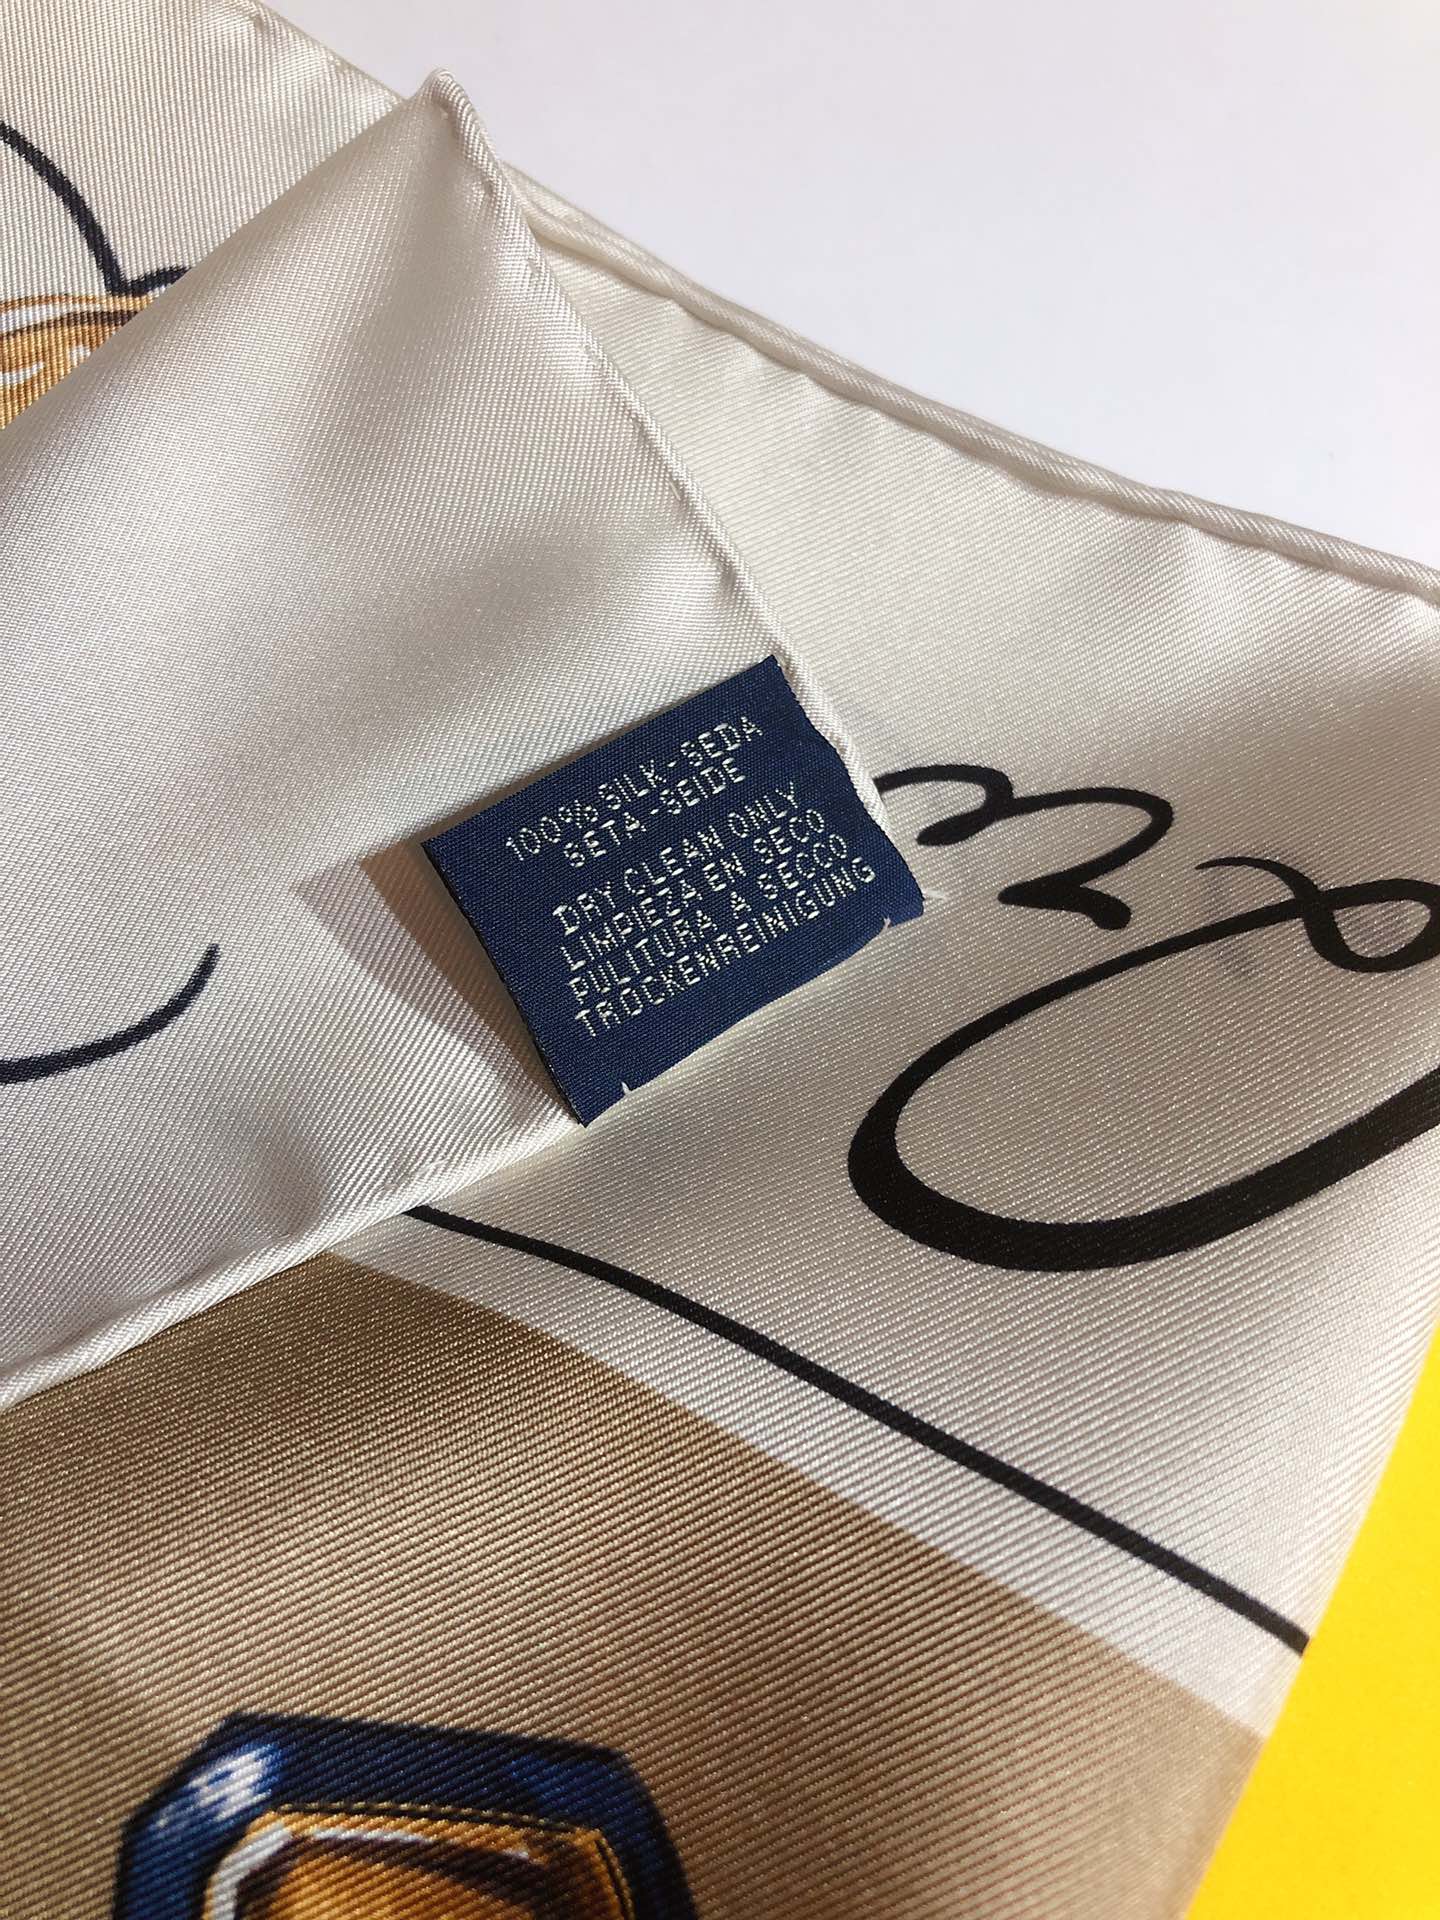 100% SILK-SEDA
SETA-SEIDE
DRY CLEAN ONLY
LIMPIEZA EN SECO
PULITURA A SECCO
TROCKENREINIGUNG